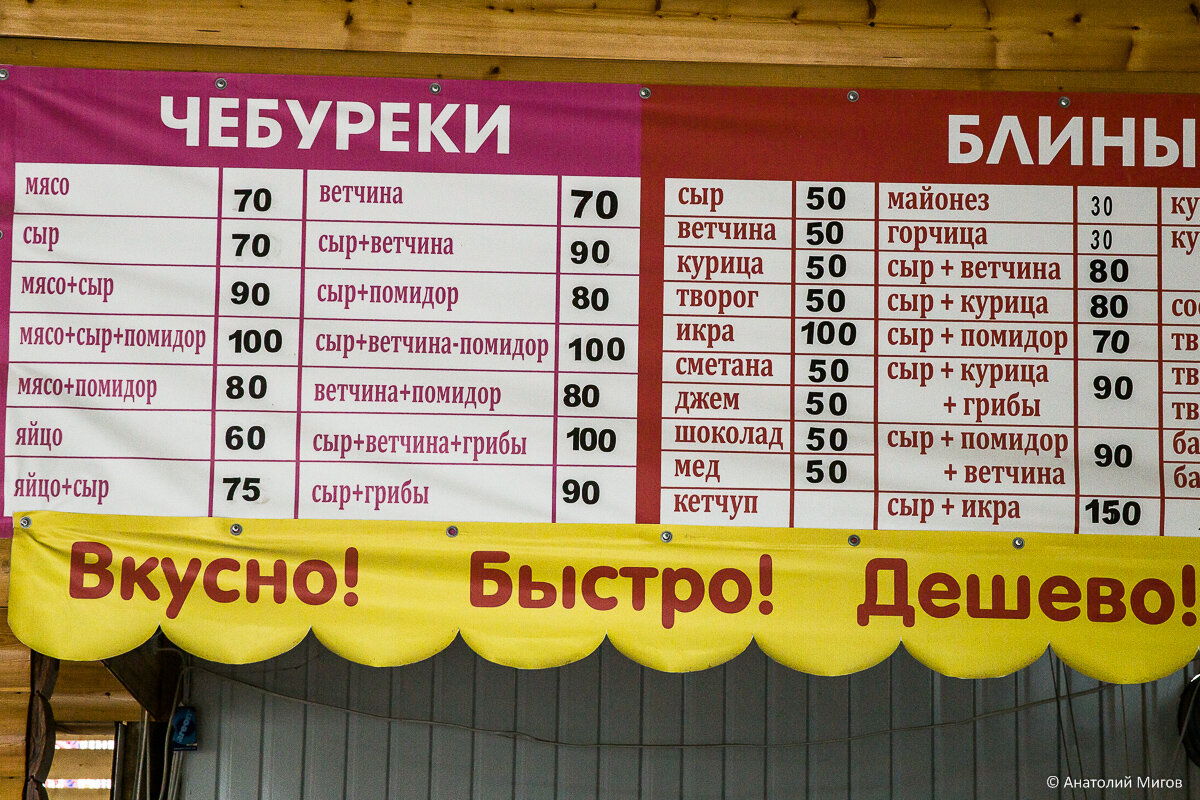 ЧЕБУРЕКИ
мясо 70 ветчина 70
сыр 70 сыр+ветчина 90
мясо+сыр 90 сыр+помидор 80
мясо+сыр+помидор 100 сыр+ветчина-помидор 100
мясо+помидор 80 ветчина+помидор 80
яйцо 60 сыр+ветчина+грибы 100
яйцо+сыр 75 сыр+грибы 90
БЛИНЫ
сыр 50 майонез 30
ветчина 50 горчица 30
курица 50 сыр + ветчина 80
творог 50 сыр + курица 80
икра 100 сыр + помидор 70
сметана 50 сыр + курица
джем 50 + грибы 90
шоколад 50 сыр + помидор
мед 50 + ветчина 90
кетчуп сыр + икра 150
Вкусно! Быстро! Дешево!
© Анатолий Мигов